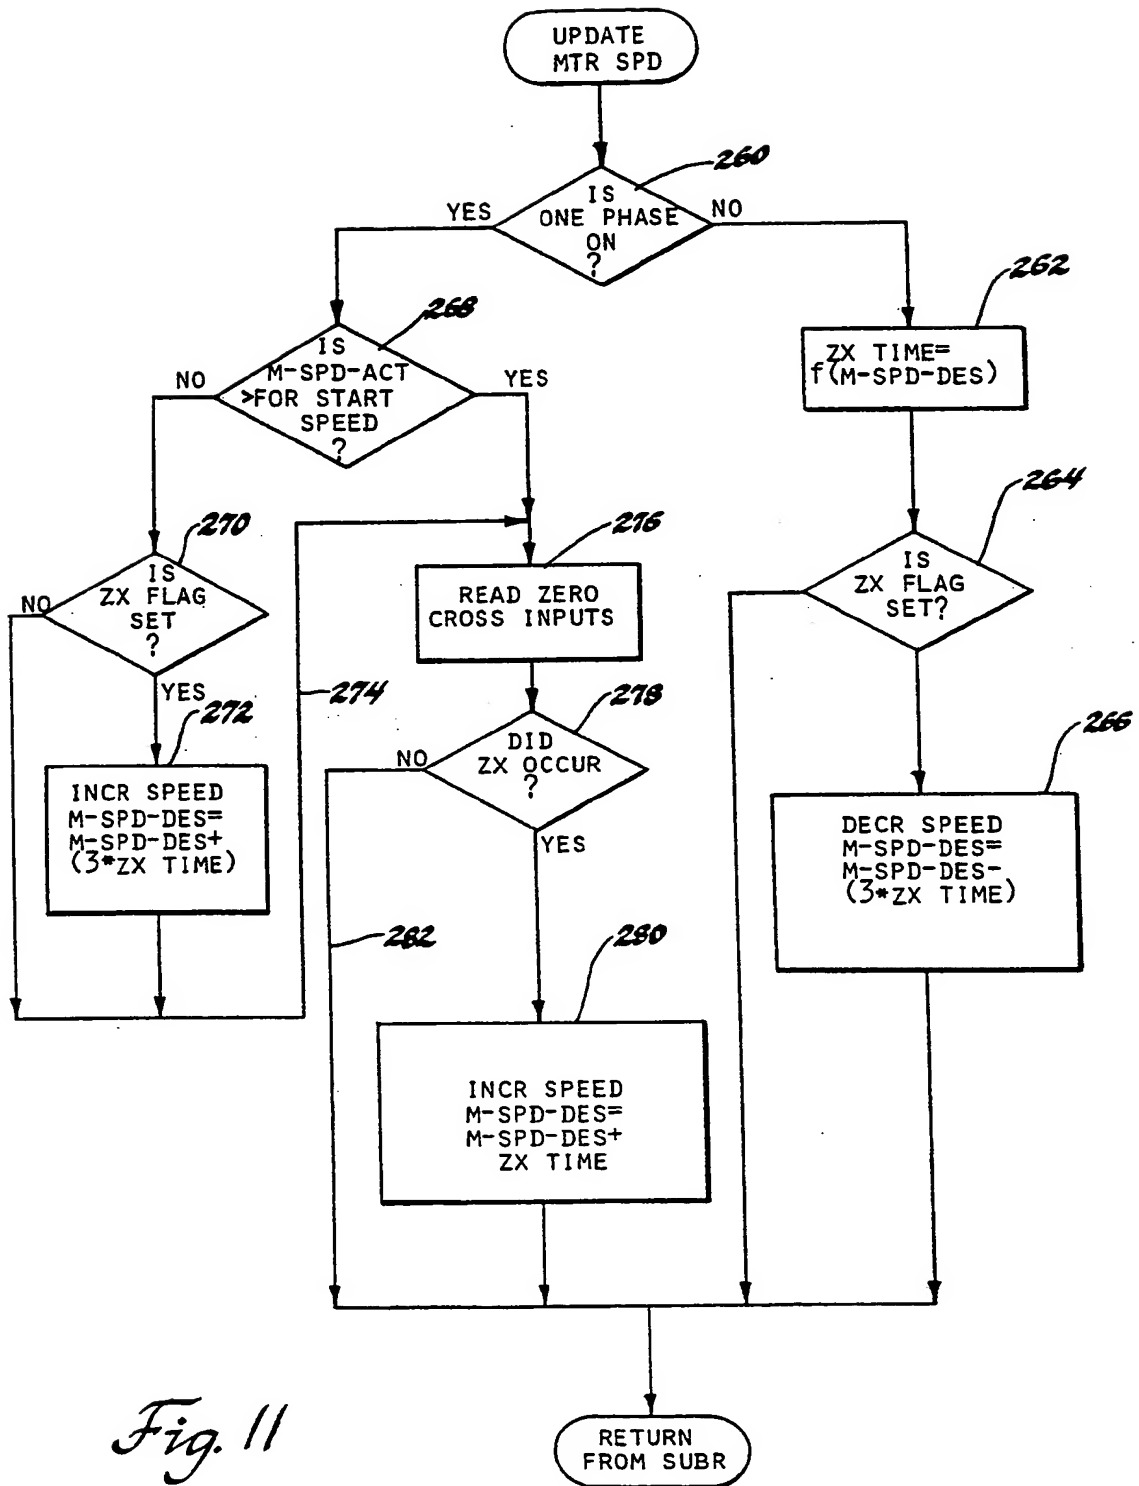 UPDATE
MTR SPD
260
IS
ONE PHASE
ON
?
YES
NO
262
ZX TIME=
f(M-SPD-DES)
268
IS
M-SPD-ACT
>FOR START
SPEED
?
NO
YES
264
IS
ZX FLAG
SET?
270
IS
ZX FLAG
SET
?
NO
YES
276
READ ZERO
CROSS INPUTS
274
272
INCR SPEED
M-SPD-DES=
M-SPD-DES+
(3*ZX TIME)
278
DID
ZX OCCUR
?
NO
YES
266
DECR SPEED
M-SPD-DES=
M-SPD-DES-
(3*ZX TIME)
282
280
INCR SPEED
M-SPD-DES=
M-SPD-DES+
ZX TIME
RETURN
FROM SUBR
Fig. 11